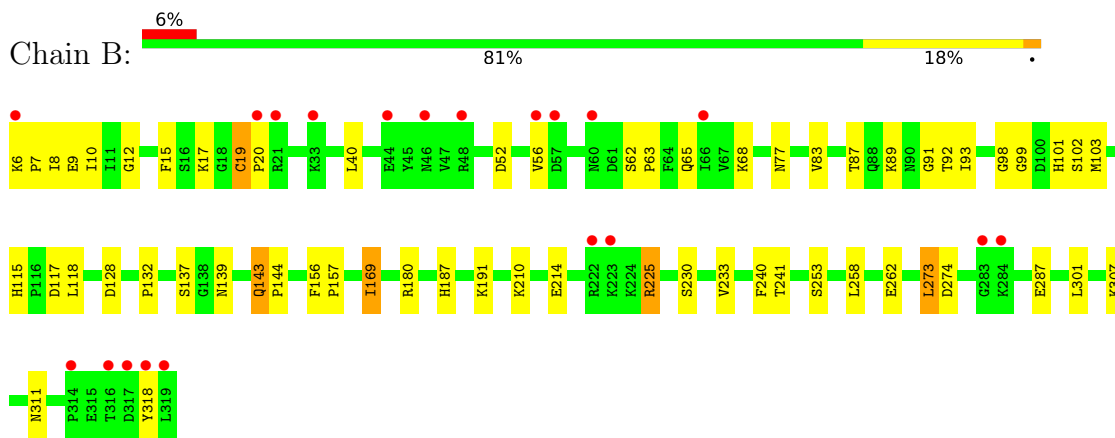 6%
Chain B:
81% 18% •
K6 P7 I8 E9 I10 I11 G12 F15 S16 K17 G18 C19 P20 R21 K33 L40 E44 Y45 N46 V47 R48 D52 V56 D57 N60 D61 S62 P63 F64 Q65 I66 V67 K68 N77 V83 T87 Q88 K89 N90 G91 T92 I93 G98 G99 D100 H101 S102 M103
H115 P116 D117 L118 D128 P132 S137 G138 N139 Q143 P144 F156 P157 I169 R180 H187 K191 K210 E214 R222 K223 K224 R225 S230 V233 F240 T241 S253 L258 E262 L273 D274 G283 K284 E287 L301 K307
N311 P314 E315 T316 D317 Y318 L319